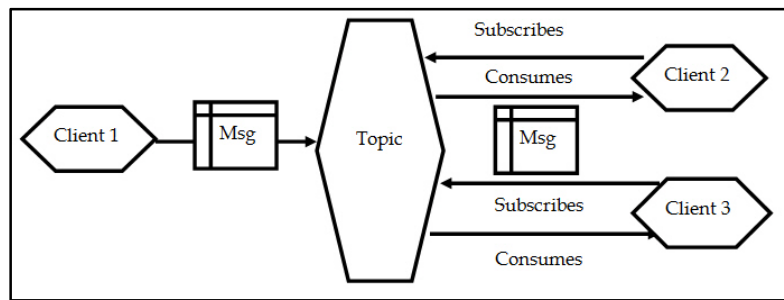 Subscribes
Client 2
Consumes
Client 1
Msg
Topic
Msg
Subscribes
Client 3
Consumes